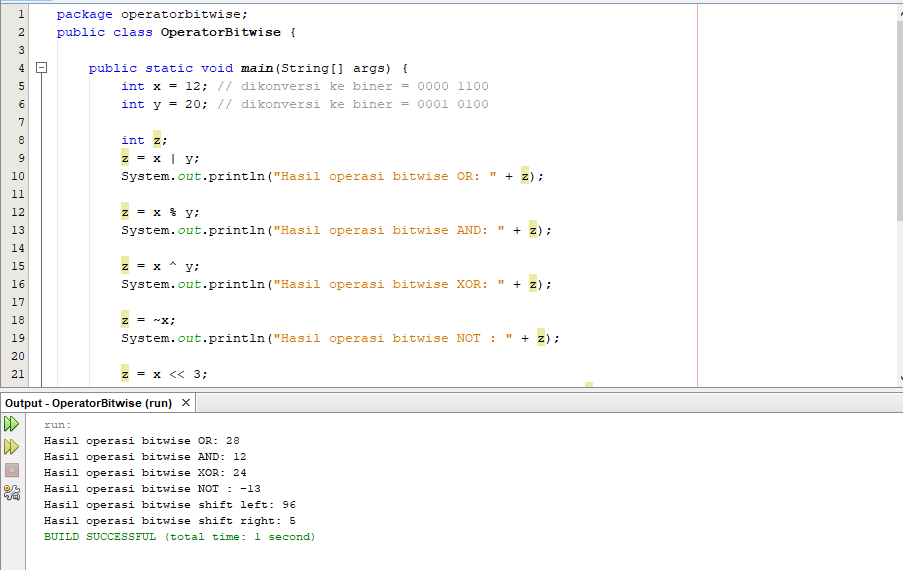 1 package operatorbitwise;
2 public class OperatorBitwise {
3
4 public static void main(String[] args) {
5 int x = 12; // dikonversi ke biner = 0000 1100
6 int y = 20; // dikonversi ke biner = 0001 0100
7
8 int z;
9 z = x | y;
10 System.out.println("Hasil operasi bitwise OR: " + z);
11
12 z = x % y;
13 System.out.println("Hasil operasi bitwise AND: " + z);
14
15 z = x ^ y;
16 System.out.println("Hasil operasi bitwise XOR: " + z);
17
18 z = ~x;
19 System.out.println("Hasil operasi bitwise NOT : " + z);
20
21 z = x << 3;
Output - OperatorBitwise (run) ×
run:
Hasil operasi bitwise OR: 28
Hasil operasi bitwise AND: 12
Hasil operasi bitwise XOR: 24
Hasil operasi bitwise NOT : -13
Hasil operasi bitwise shift left: 96
Hasil operasi bitwise shift right: 5
BUILD SUCCESSFUL (total time: 1 second)